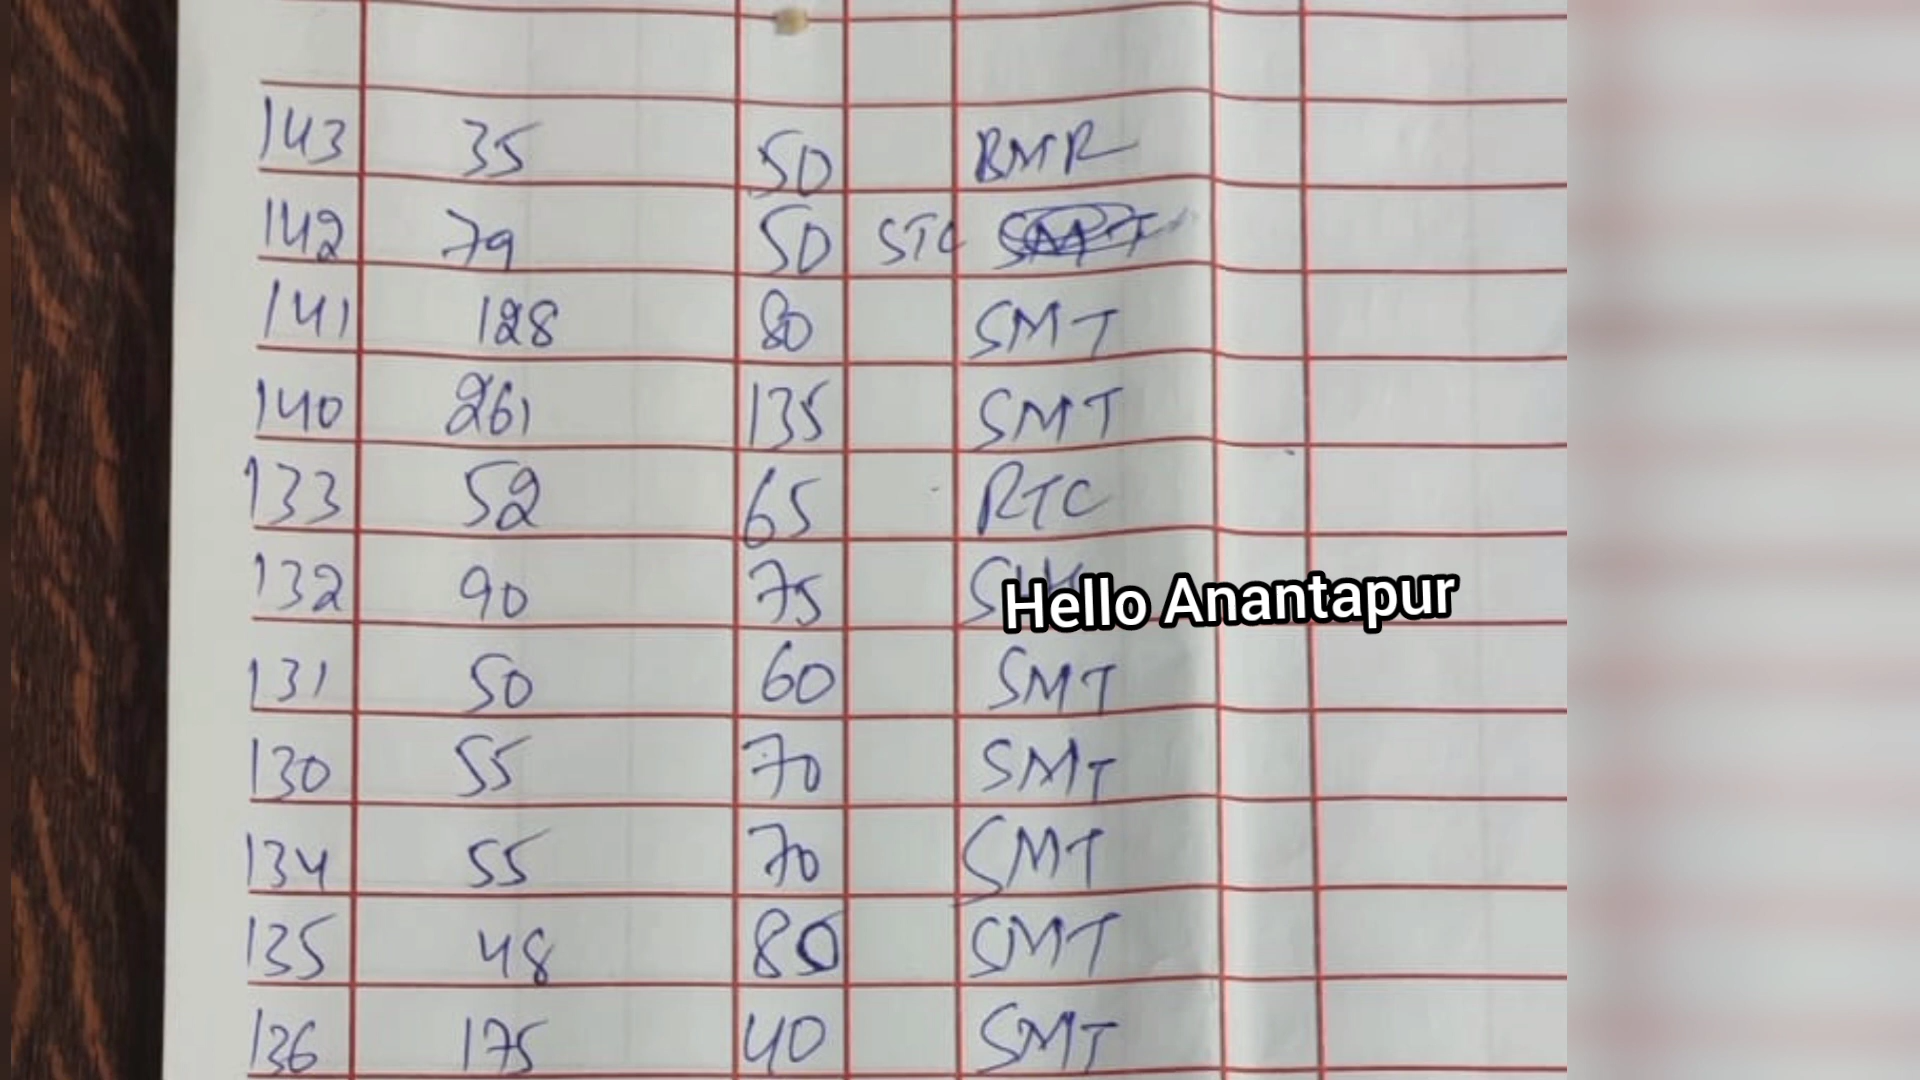 143 35 50 BMR
142 79 50 STC SMT
141 128 80 SMT
140 261 135 SMT
133 52 65 RTC
132 90 75
Hello Anantapur
131 50 60 SMT
130 55 70 SMT
134 55 70 SMT
135 48 80 SMT
136 175 40 SMT